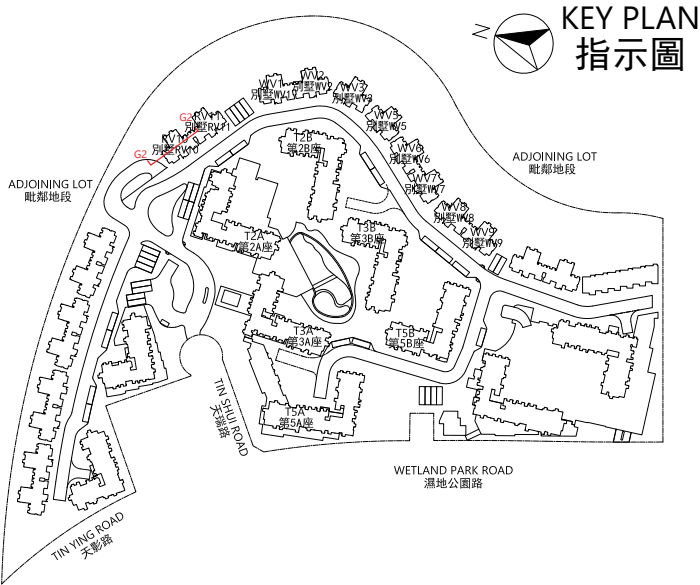 KEY PLAN
指示圖
N
WV1
別墅WV1
WV2
別墅WV2
WV3
別墅WV3
WV5
別墅WV5
WV6
別墅WV6
WV7
別墅WV7
WV8
別墅WV8
WV9
別墅WV9
G2
RV11
別墅RV11
RV10
別墅RV10
G2
T2B
第2B座
ADJOINING LOT
毗鄰地段
ADJOINING LOT
毗鄰地段
T2A
第2A座
T3B
第3B座
T3A
第3A座
T5B
第5B座
T5A
第5A座
TIN SHUI ROAD
天瑞路
WETLAND PARK ROAD
濕地公園路
TIN YING ROAD
天影路